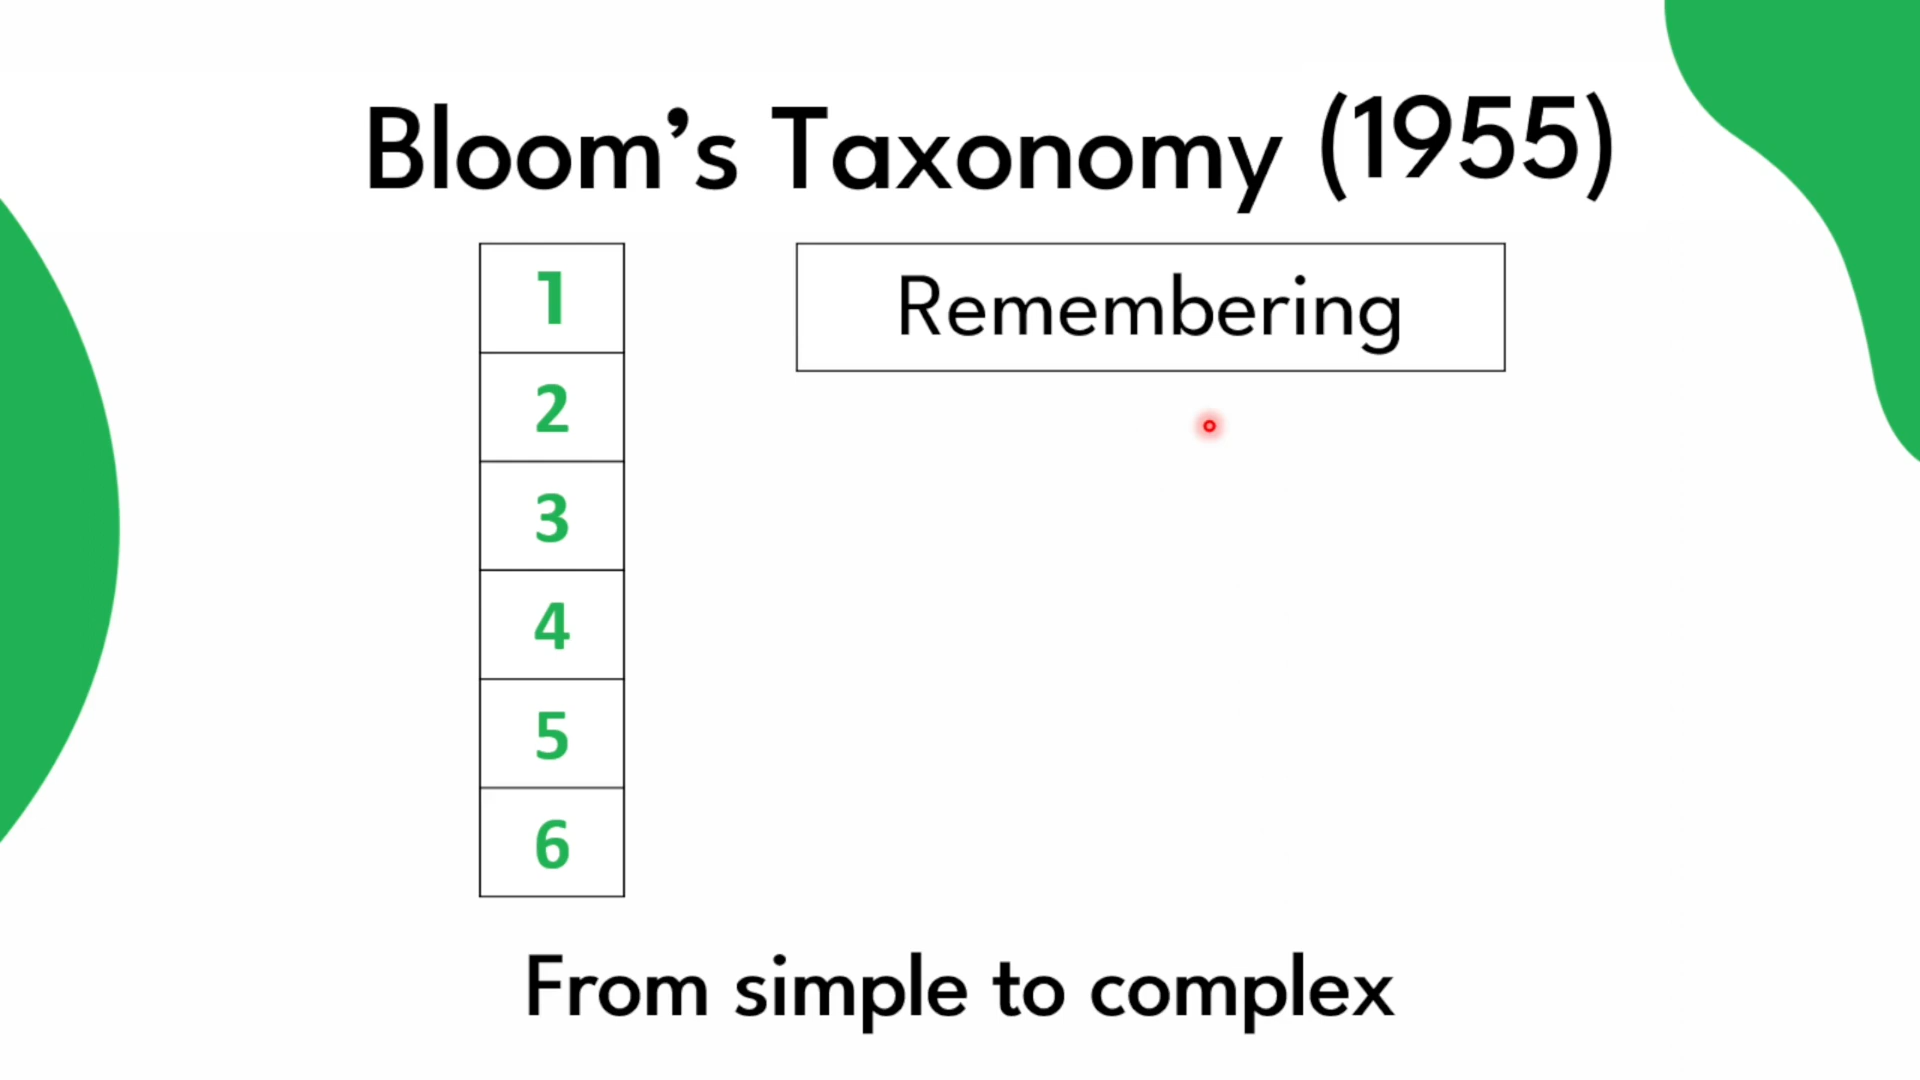 Bloom’s Taxonomy (1955)
1
Remembering
2
3
4
5
6
From simple to complex